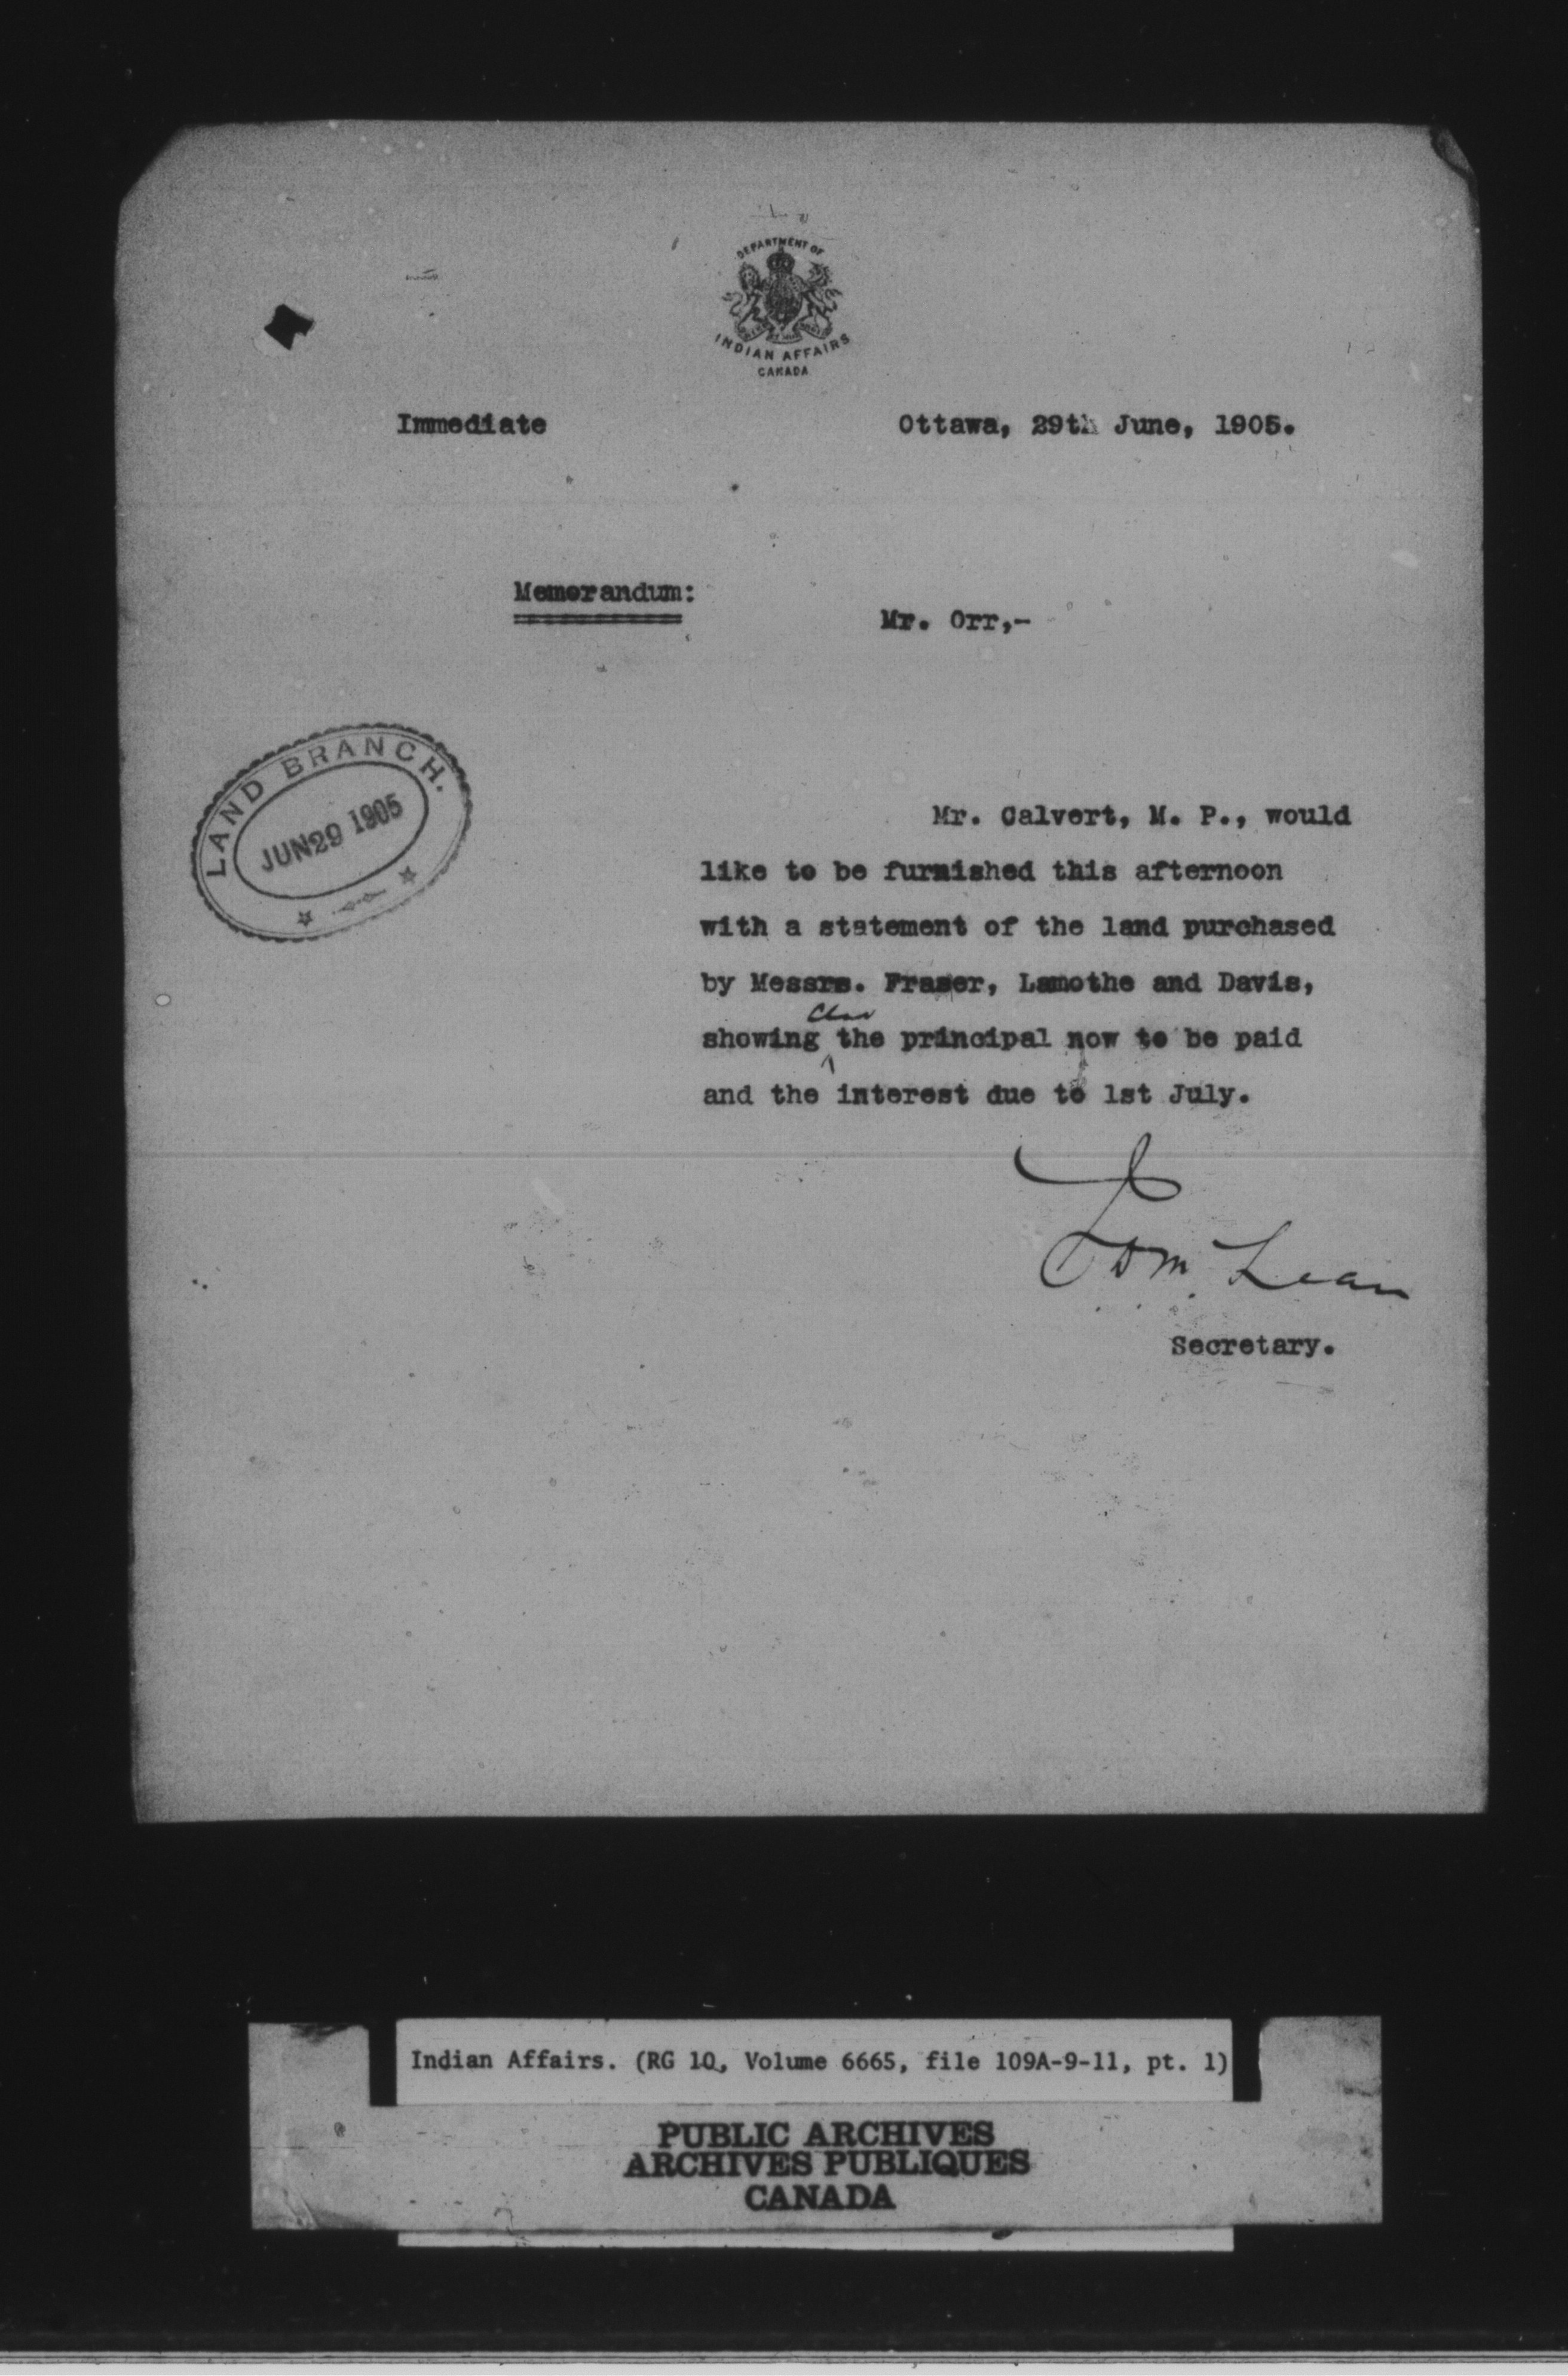 DEPARTMENT OF
INDIAN AFFAIRS
CANADA
Immediate
Ottawa, 29th June, 1905.
Memorandum:
Mr. Orr,-
LAND BRANCH.
JUN 29 1905
Mr. Calvert, M. P., would
like to be furnished this afternoon
with a statement of the land purchased
by Messrs. Fraser, Lamothe and Davis,
showing the principal now to be paid
and the interest due to 1st July.
Lean
Secretary.
Indian Affairs. (RG 10, Volume 6665, file 109A-9-11, pt. 1)
PUBLIC ARCHIVES
ARCHIVES PUBLIQUES
CANADA